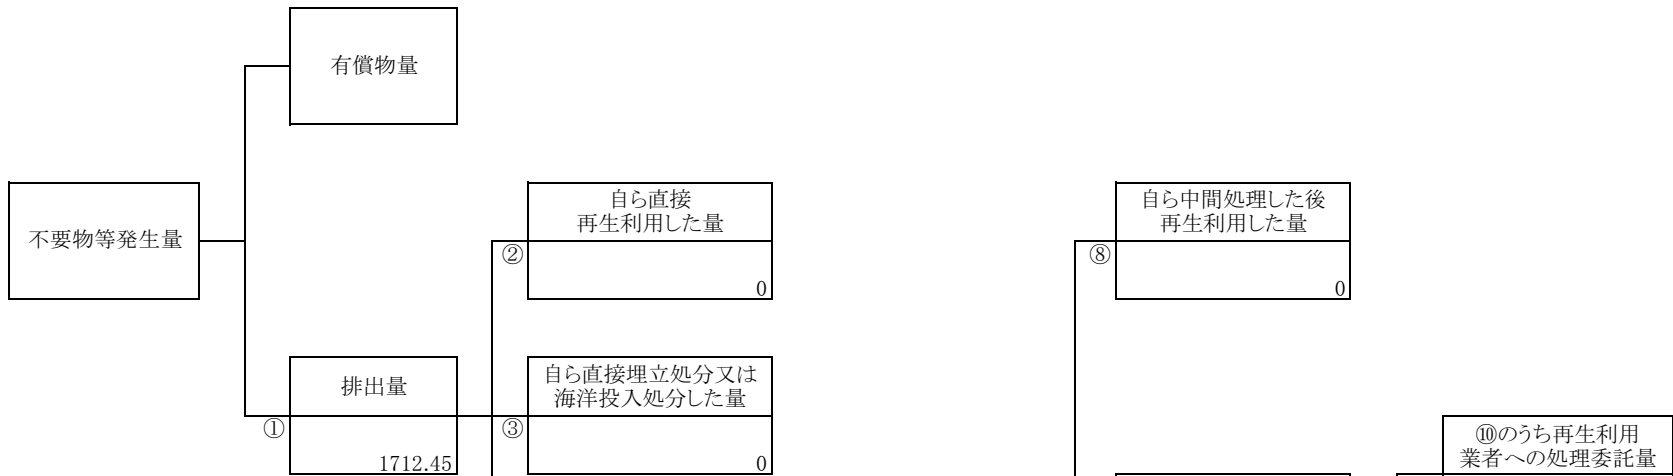 有償物量
自ら直接
再生利用した量
自ら中間処理した後
再生利用した量
不要物等発生量
②
⑧
0
0
排出量
自ら直接埋立処分又は
海洋投入処分した量
①
③
⑩のうち再生利用
業者への処理委託量
1712.45
0